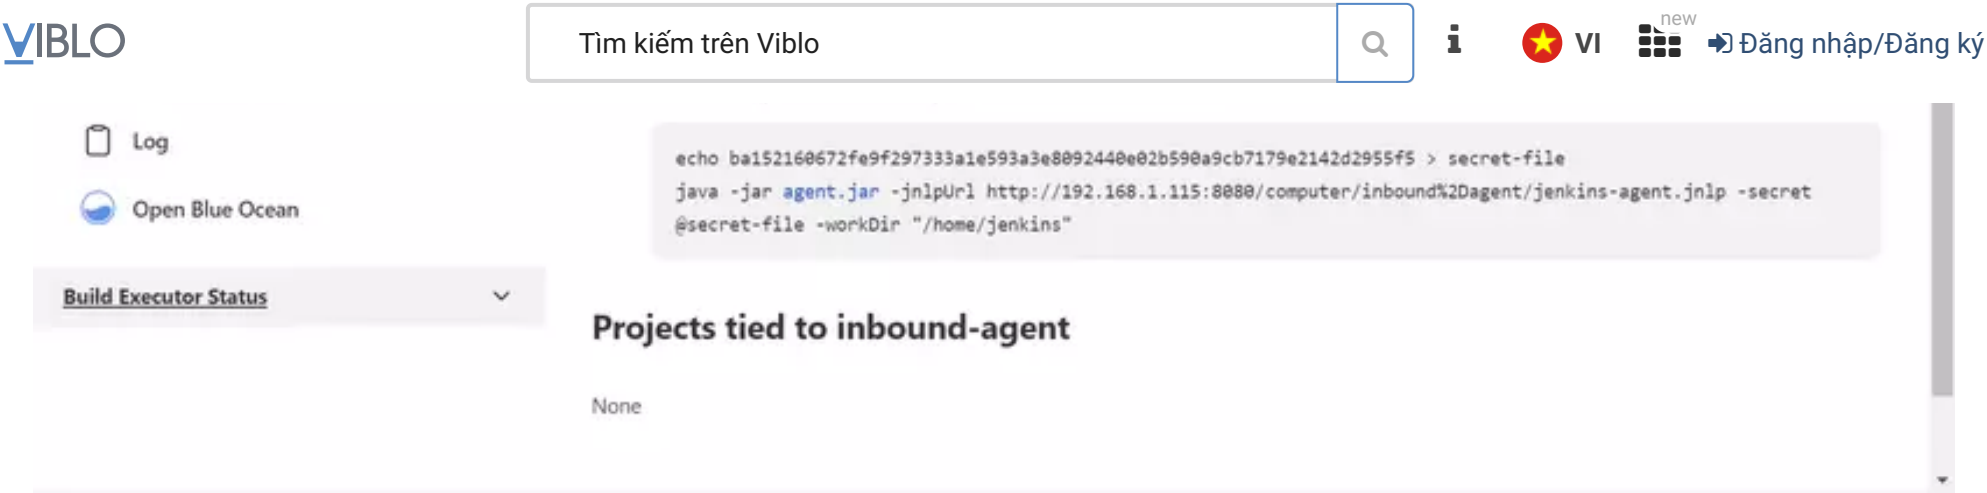 VIBLO
Tìm kiếm trên Viblo
VI
new
Đăng nhập/Đăng ký
Log
Open Blue Ocean
Build Executor Status
echo ba152160672fe9f297333a1e593a3e8092440e02b590a9cb7179e2142d2955f5 > secret-file
java -jar agent.jar -jnlpUrl http://192.168.1.115:8080/computer/inbound%2Dagent/jenkins-agent.jnlp -secret
@secret-file -workDir "/home/jenkins"
Projects tied to inbound-agent
None